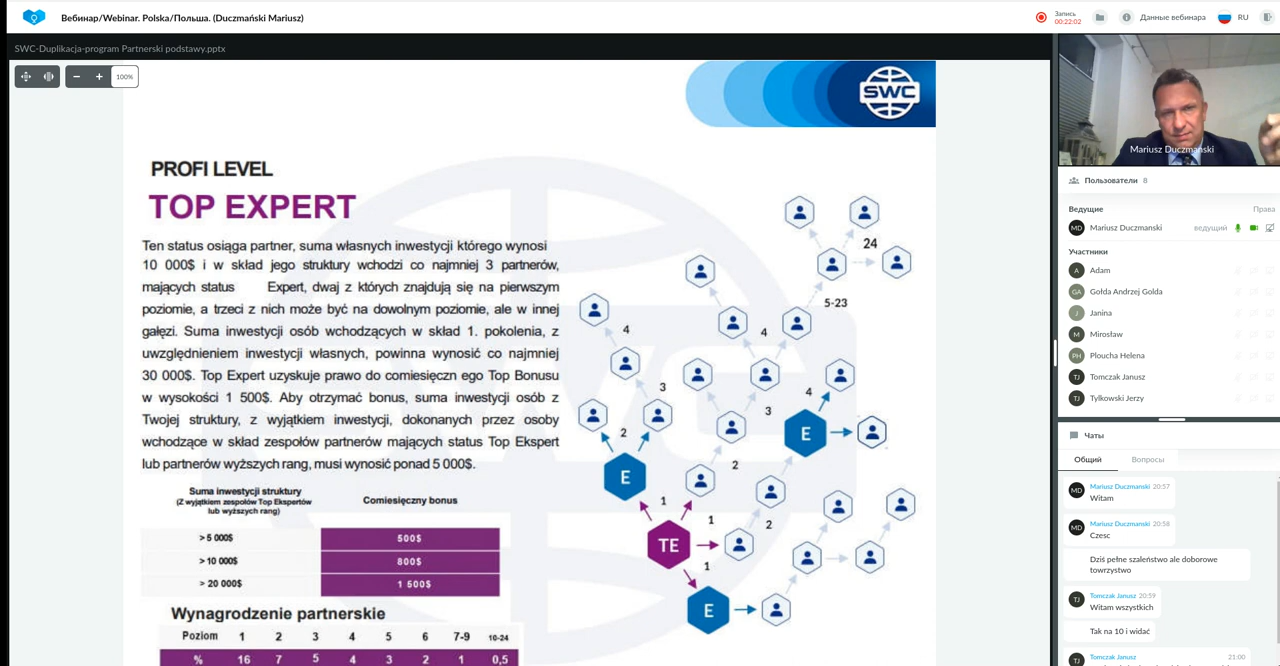 Вебинар/Webinar. Polska/Польша. (Duczmański Mariusz)
Запись
00:22:02
Данные вебинара
RU
SWC-Duplikacja-program Partnerski podstawy.pptx
100%
SWC
PROFI LEVEL
TOP EXPERT
Ten status osiąga partner, suma własnych inwestycji którego wynosi
10 000$ i w skład jego struktury wchodzi co najmniej 3 partnerów,
mających status Expert, dwaj z których znajdują się na pierwszym
poziomie, a trzeci z nich może być na dowolnym poziomie, ale w innej
gałęzi. Suma inwestycji osób wchodzących w skład 1. pokolenia, z
uwzględnieniem inwestycji własnych, powinna wynosić co najmniej
30 000$. Top Expert uzyskuje prawo do comiesięczn ego Top Bonusu
w wysokości 1 500$. Aby otrzymać bonus, suma inwestycji osób z
Twojej struktury, z wyjątkiem inwestycji, dokonanych przez osoby
wchodzące w skład zespołów partnerów mających status Top Ekspert
lub partnerów wyższych rang, musi wynosić ponad 5 000$.
Suma inwestycji struktury
(Z wyjątkiem zespołów Top Ekspertów
lub wyższych rang)
Comiesięczny bonus
> 5 000$ 500$
> 10 000$ 800$
> 20 000$ 1 500$
Wynagrodzenie partnerskie
Poziom 1 2 3 4 5 6 7-9 10-24
% 16 7 5 4 3 2 1 0,5
24
5-23
4
4
3
4
3
E
2
E
2
1
1
2
TE
1
E
Mariusz Duczmański
Пользователи 8
Ведущие
Права
MD Mariusz Duczmanski ведущий
Участники
A Adam
GA Gołda Andrzej Golda
J Janina
M Mirosław
PH Ploucha Helena
TJ Tomczak Janusz
TJ Tylkowski Jerzy
Чаты
Общий Вопросы
MD Mariusz Duczmanski 20:57
Witam
MD Mariusz Duczmanski 20:58
Czesc
Dziś pełne szaleństwo ale doborowe
towrzystwo
TJ Tomczak Janusz 20:59
Witam wszystkich
Tak na 10 i widać
TJ Tomczak Janusz 21:00